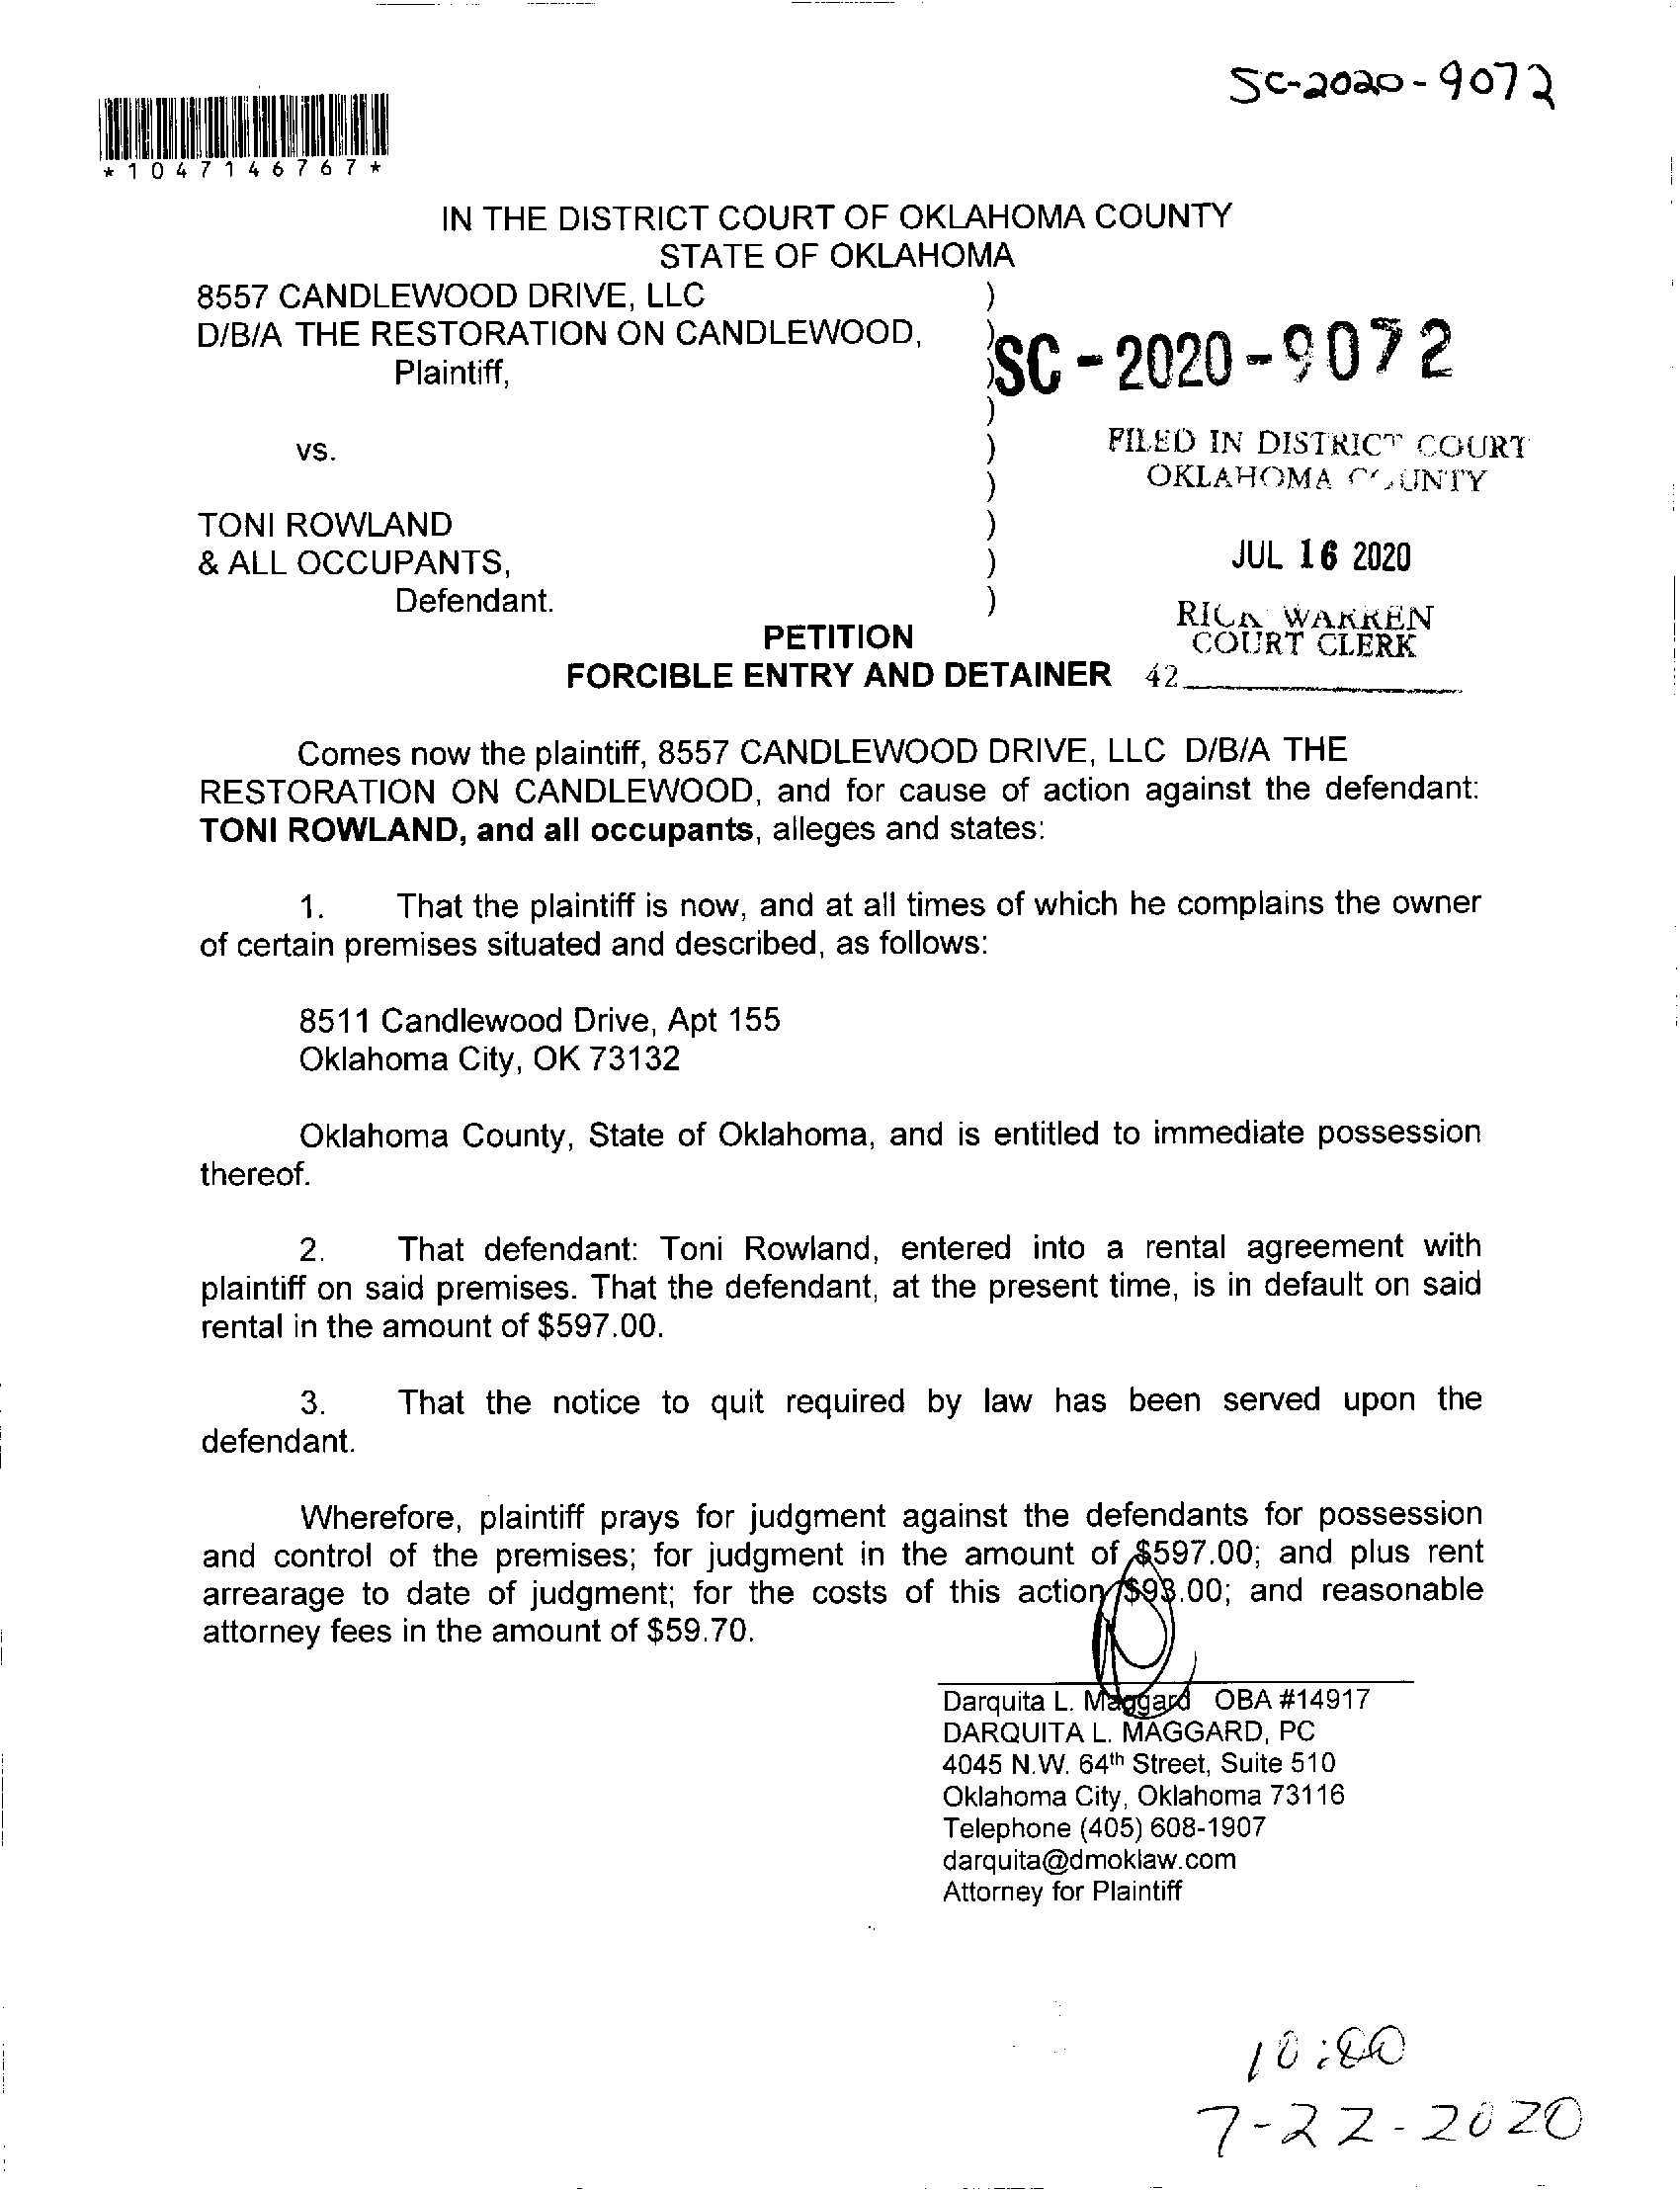 SC-2020-9072
*1047146767*
IN THE DISTRICT COURT OF OKLAHOMA COUNTY
STATE OF OKLAHOMA
8557 CANDLEWOOD DRIVE, LLC )
D/B/A THE RESTORATION ON CANDLEWOOD, )
Plaintiff, )
SC-2020-9072
)
vs. )
FILED IN DISTRICT COURT
OKLAHOMA COUNTY
)
TONI ROWLAND )
& ALL OCCUPANTS, )
JUL 16 2020
Defendant. )
RICK WARREN
COURT CLERK
PETITION
FORCIBLE ENTRY AND DETAINER
42
Comes now the plaintiff, 8557 CANDLEWOOD DRIVE, LLC D/B/A THE
RESTORATION ON CANDLEWOOD, and for cause of action against the defendant:
TONI ROWLAND, and all occupants, alleges and states:
1. That the plaintiff is now, and at all times of which he complains the owner
of certain premises situated and described, as follows:
8511 Candlewood Drive, Apt 155
Oklahoma City, OK 73132
Oklahoma County, State of Oklahoma, and is entitled to immediate possession
thereof.
2. That defendant: Toni Rowland, entered into a rental agreement with
plaintiff on said premises. That the defendant, at the present time, is in default on said
rental in the amount of $597.00.
3. That the notice to quit required by law has been served upon the
defendant.
Wherefore, plaintiff prays for judgment against the defendants for possession
and control of the premises; for judgment in the amount of $597.00; and plus rent
arrearage to date of judgment; for the costs of this action $93.00; and reasonable
attorney fees in the amount of $59.70.
Darquita L. Maggard OBA #14917
DARQUITA L. MAGGARD, PC
4045 N.W. 64th Street, Suite 510
Oklahoma City, Oklahoma 73116
Telephone (405) 608-1907
darquita@dmoklaw.com
Attorney for Plaintiff
10:00
7-22-2020